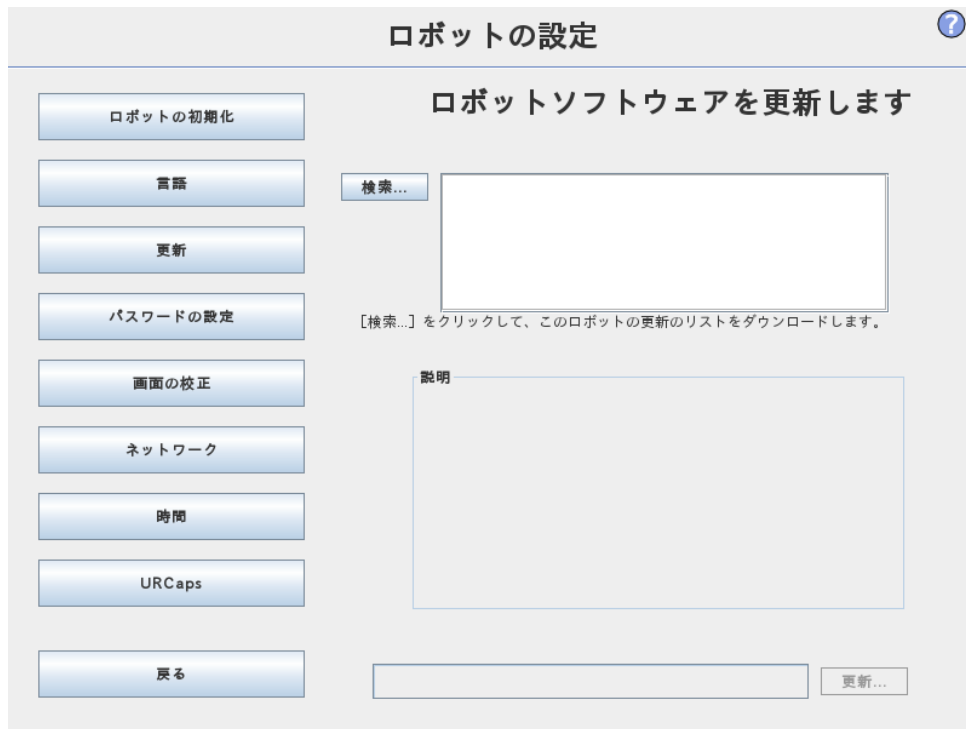 ロボットの設定
?
ロボットの初期化
言語
更新
パスワードの設定
画面の校正
ネットワーク
時間
URCaps
戻る
ロボットソフトウェアを更新します
検索...
［検索...］をクリックして、このロボットの更新のリストをダウンロードします。
説明
更新...